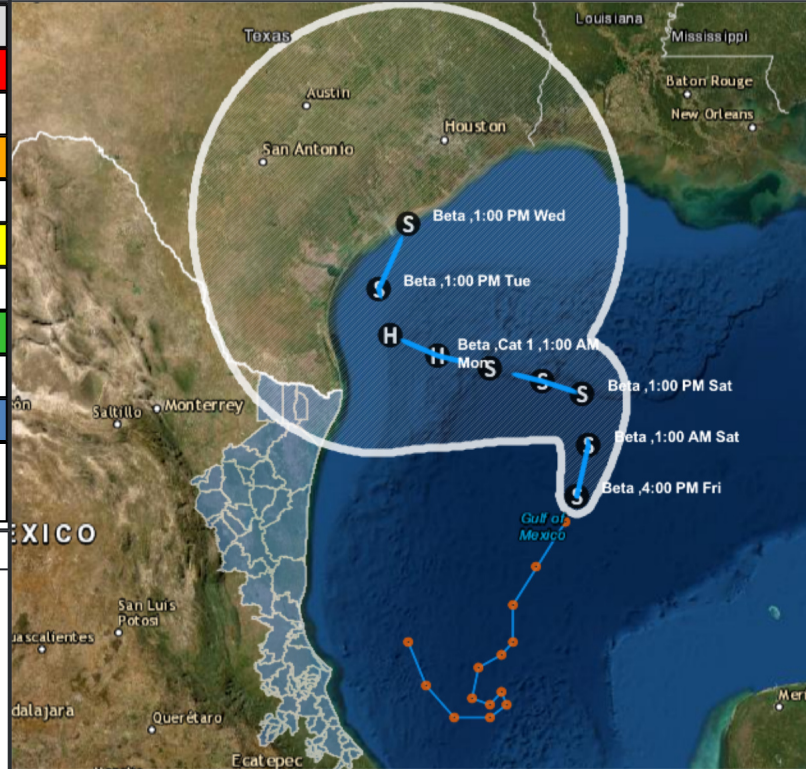 Louisiana
Texas
Mississippi
Austin
Baton Rouge
New Orleans
Houston
San Antonio
S
Beta ,1:00 PM Wed
Beta ,1:00 PM Tue
S
H
Beta ,Cat 1 ,1:00 AM
Mon
H
S
S
S
Beta ,1:00 PM Sat
ón
Saltillo
Monterrey
Beta ,1:00 AM Sat
S
Beta ,4:00 PM Fri
S
Gulf of
Mexico
EXICO
San Luis
Potosi
uascalientes
Mer
dalajara
Querétaro
Ecatepec